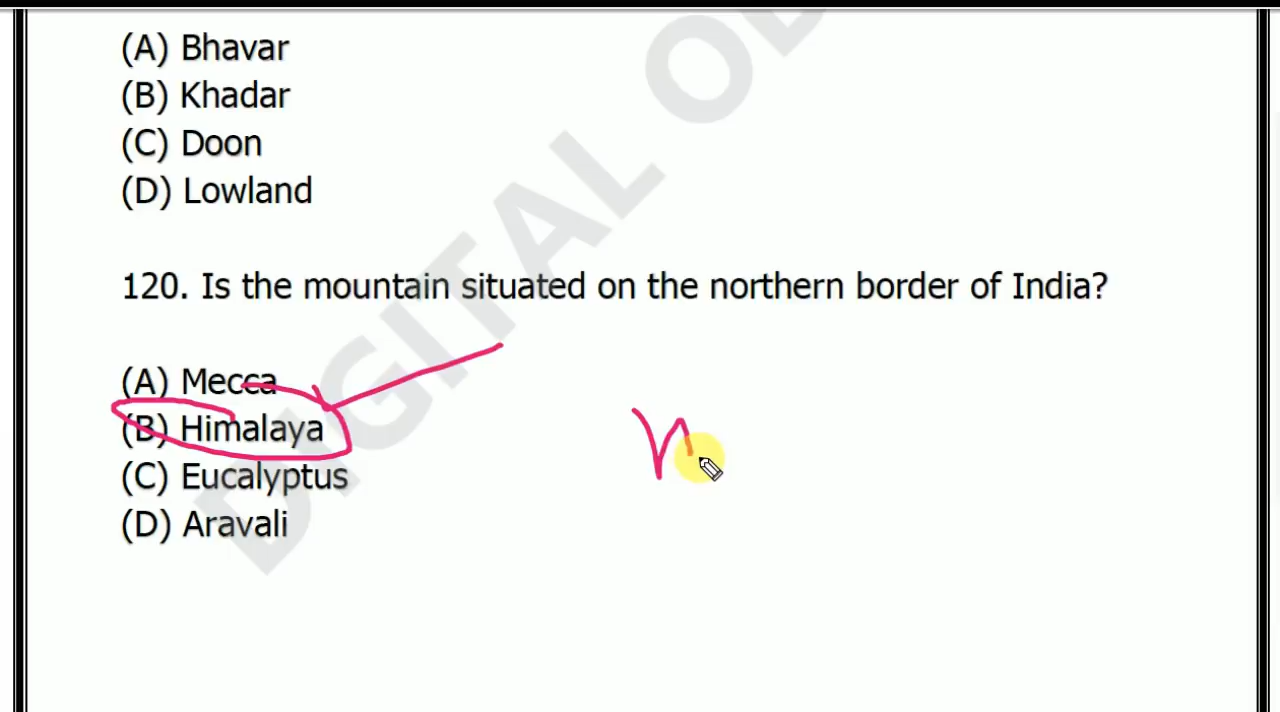 (A) Bhavar
(B) Khadar
(C) Doon
(D) Lowland
120. Is the mountain situated on the northern border of India?
(A) Mecca
(B) Himalaya
(C) Eucalyptus
(D) Aravali
DIGITAL